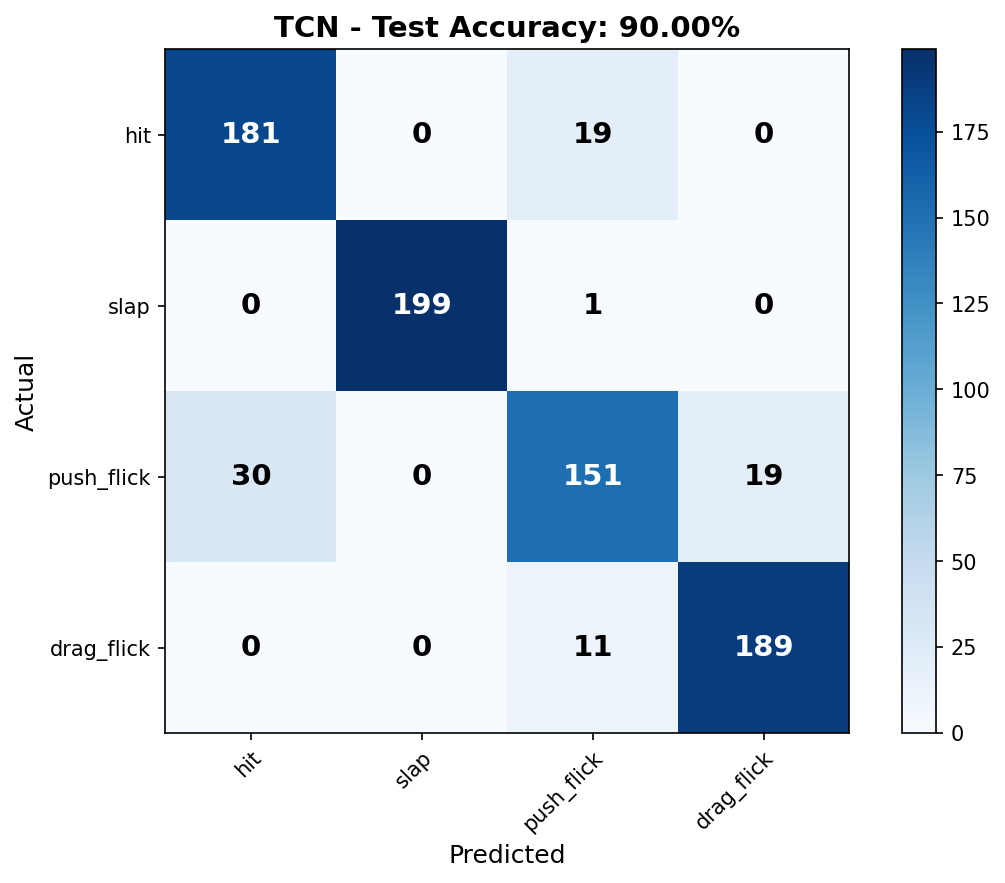 TCN - Test Accuracy: 90.00%
hit 181 0 19 0
slap 0 199 1 0
push_flick 30 0 151 19
drag_flick 0 0 11 189
hit slap push_flick drag_flick
Predicted
Actual
175
150
125
100
75
50
25
0